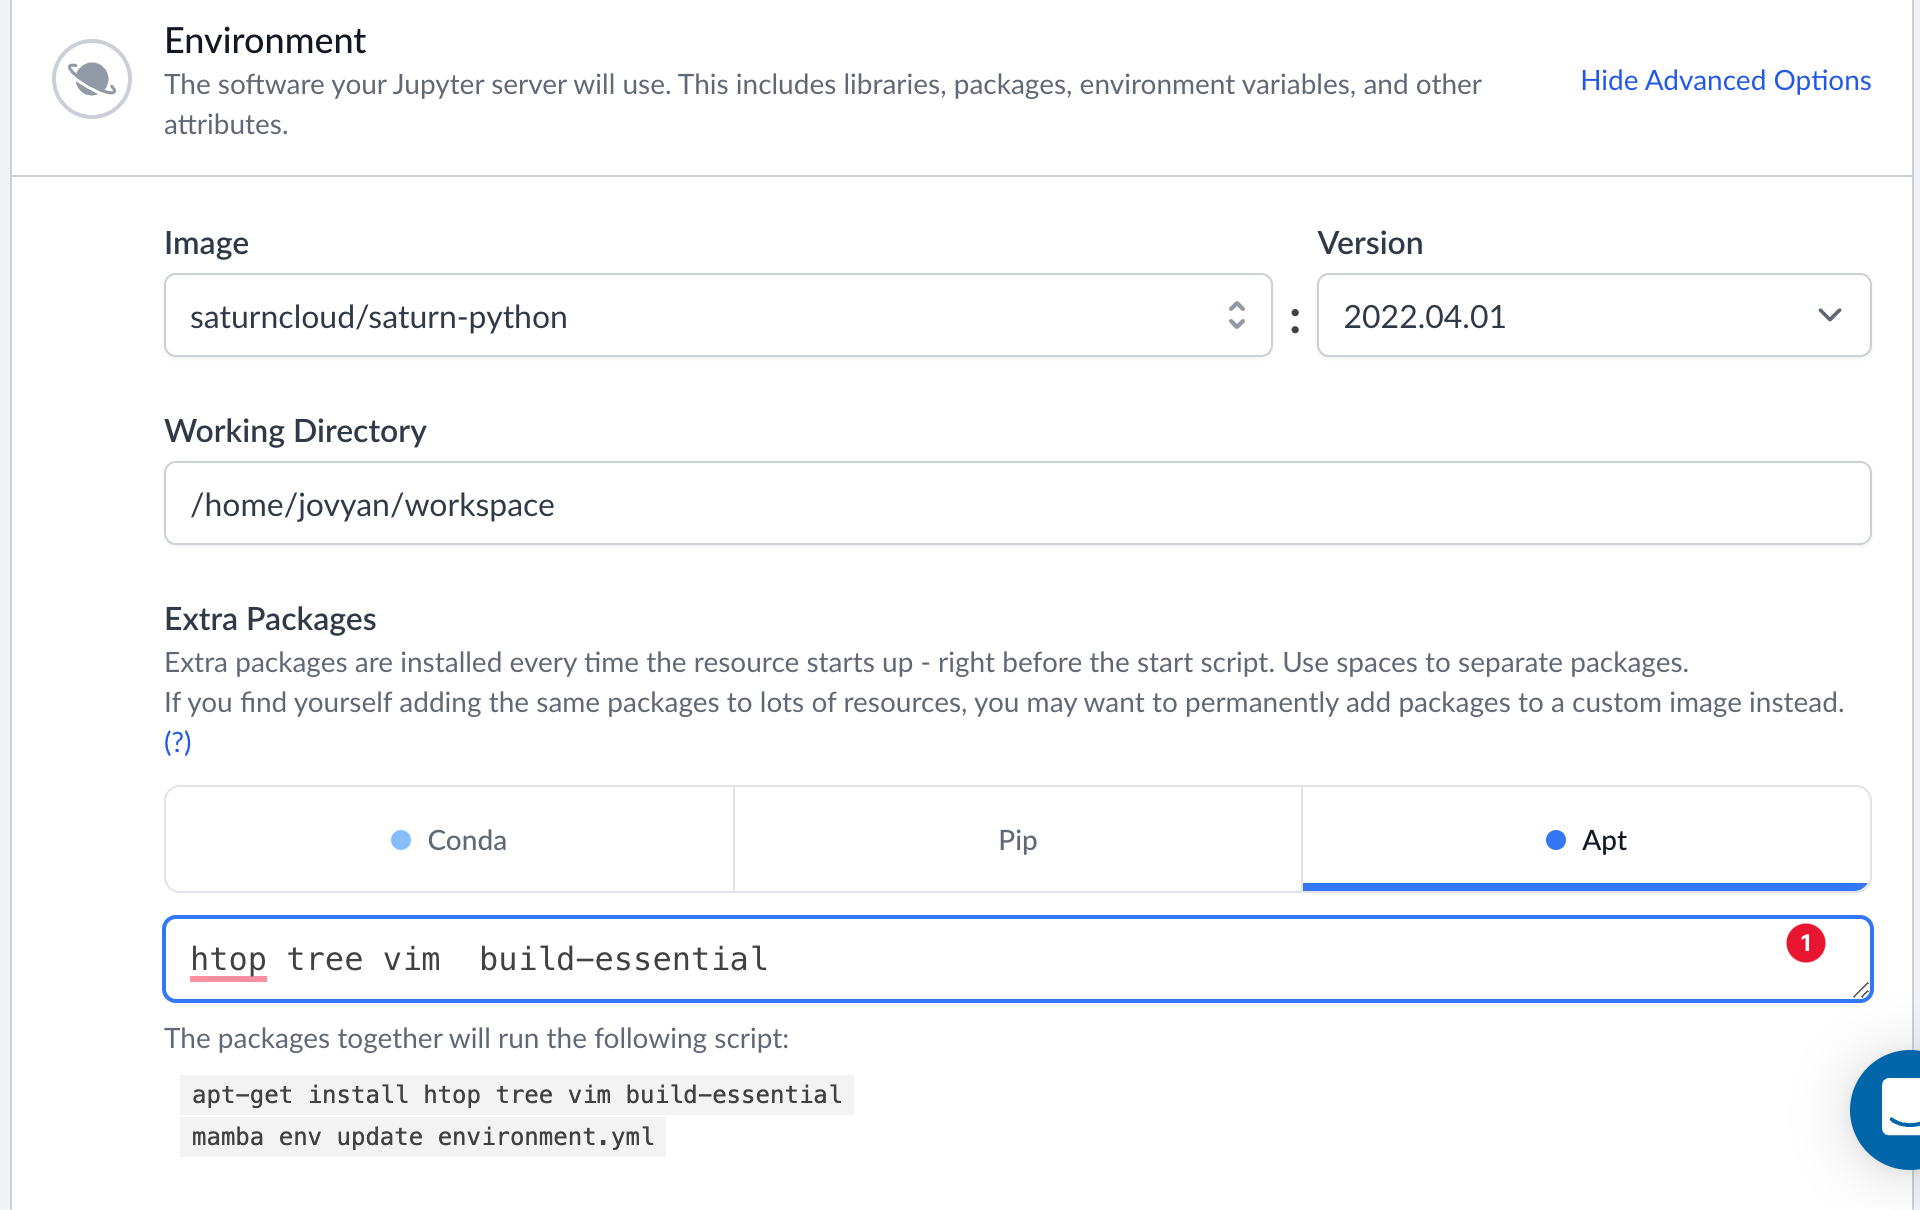 Environment
The software your Jupyter server will use. This includes libraries, packages, environment variables, and other
attributes.
Hide Advanced Options
Image
Version
saturncloud/saturn-python
:
2022.04.01
Working Directory
/home/jovyan/workspace
Extra Packages
Extra packages are installed every time the resource starts up - right before the start script. Use spaces to separate packages.
If you find yourself adding the same packages to lots of resources, you may want to permanently add packages to a custom image instead.
(?)
Conda
Pip
Apt
htop tree vim  build-essential
1
The packages together will run the following script:
apt-get install htop tree vim build-essential
mamba env update environment.yml